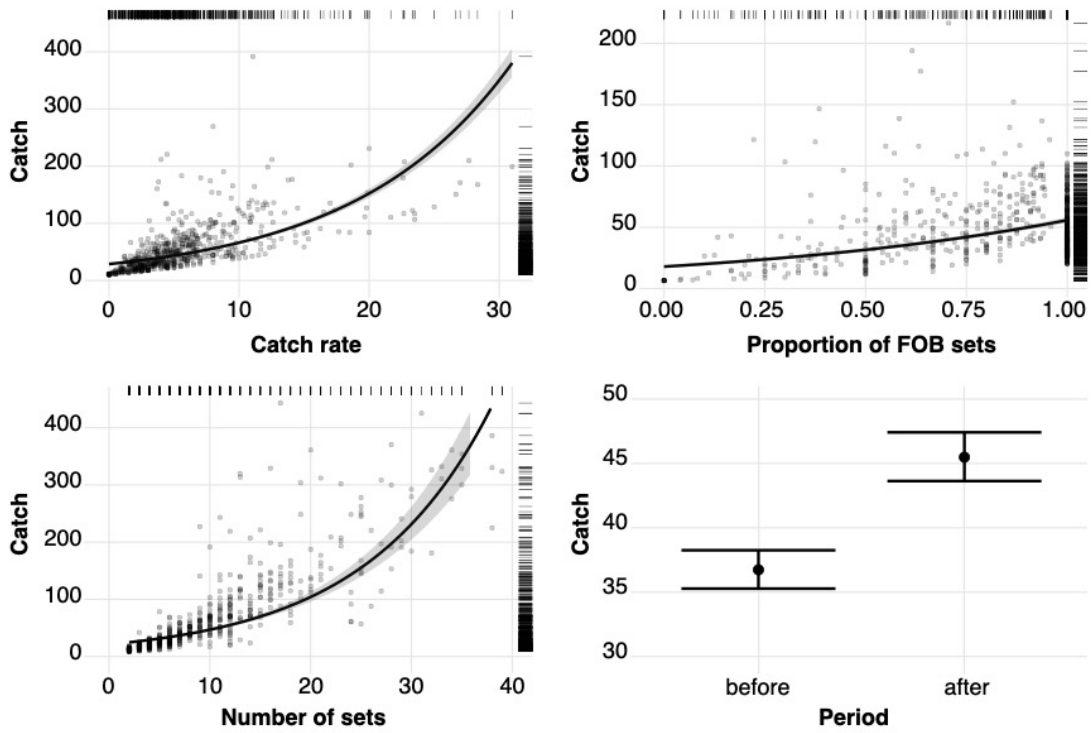 400
300
200
100
0
Catch
0 10 20 30
Catch rate
200
150
100
50
0
Catch
0.00 0.25 0.50 0.75 1.00
Proportion of FOB sets
400
300
200
100
0
Catch
0 10 20 30 40
Number of sets
50
45
40
35
30
Catch
before after
Period